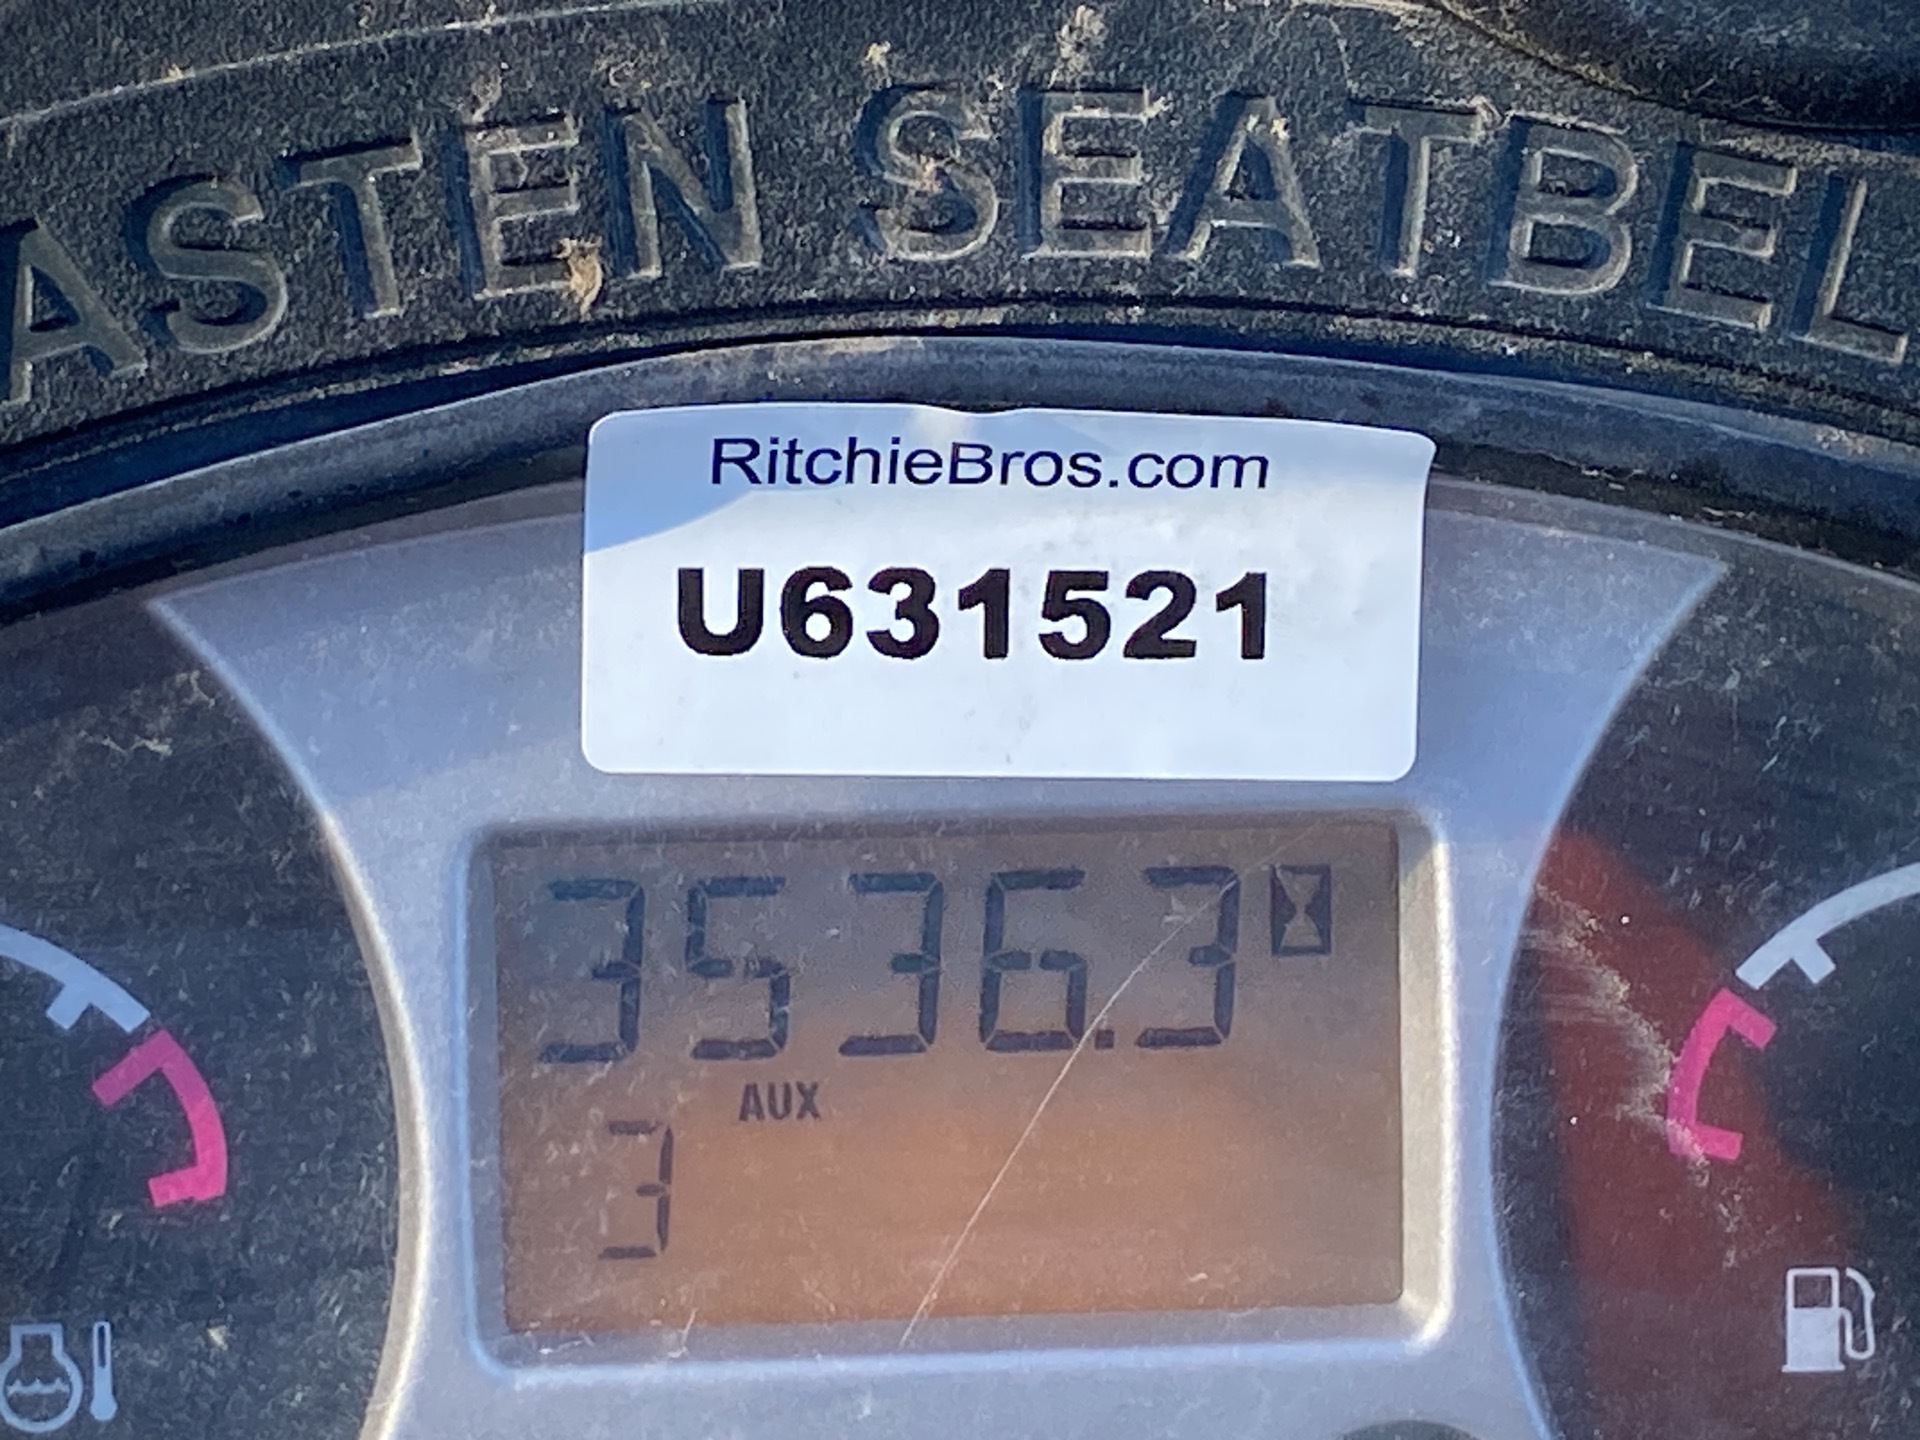 ASTEN SEATBEL
RitchieBros.com
U631521
3536.3
AUX
3